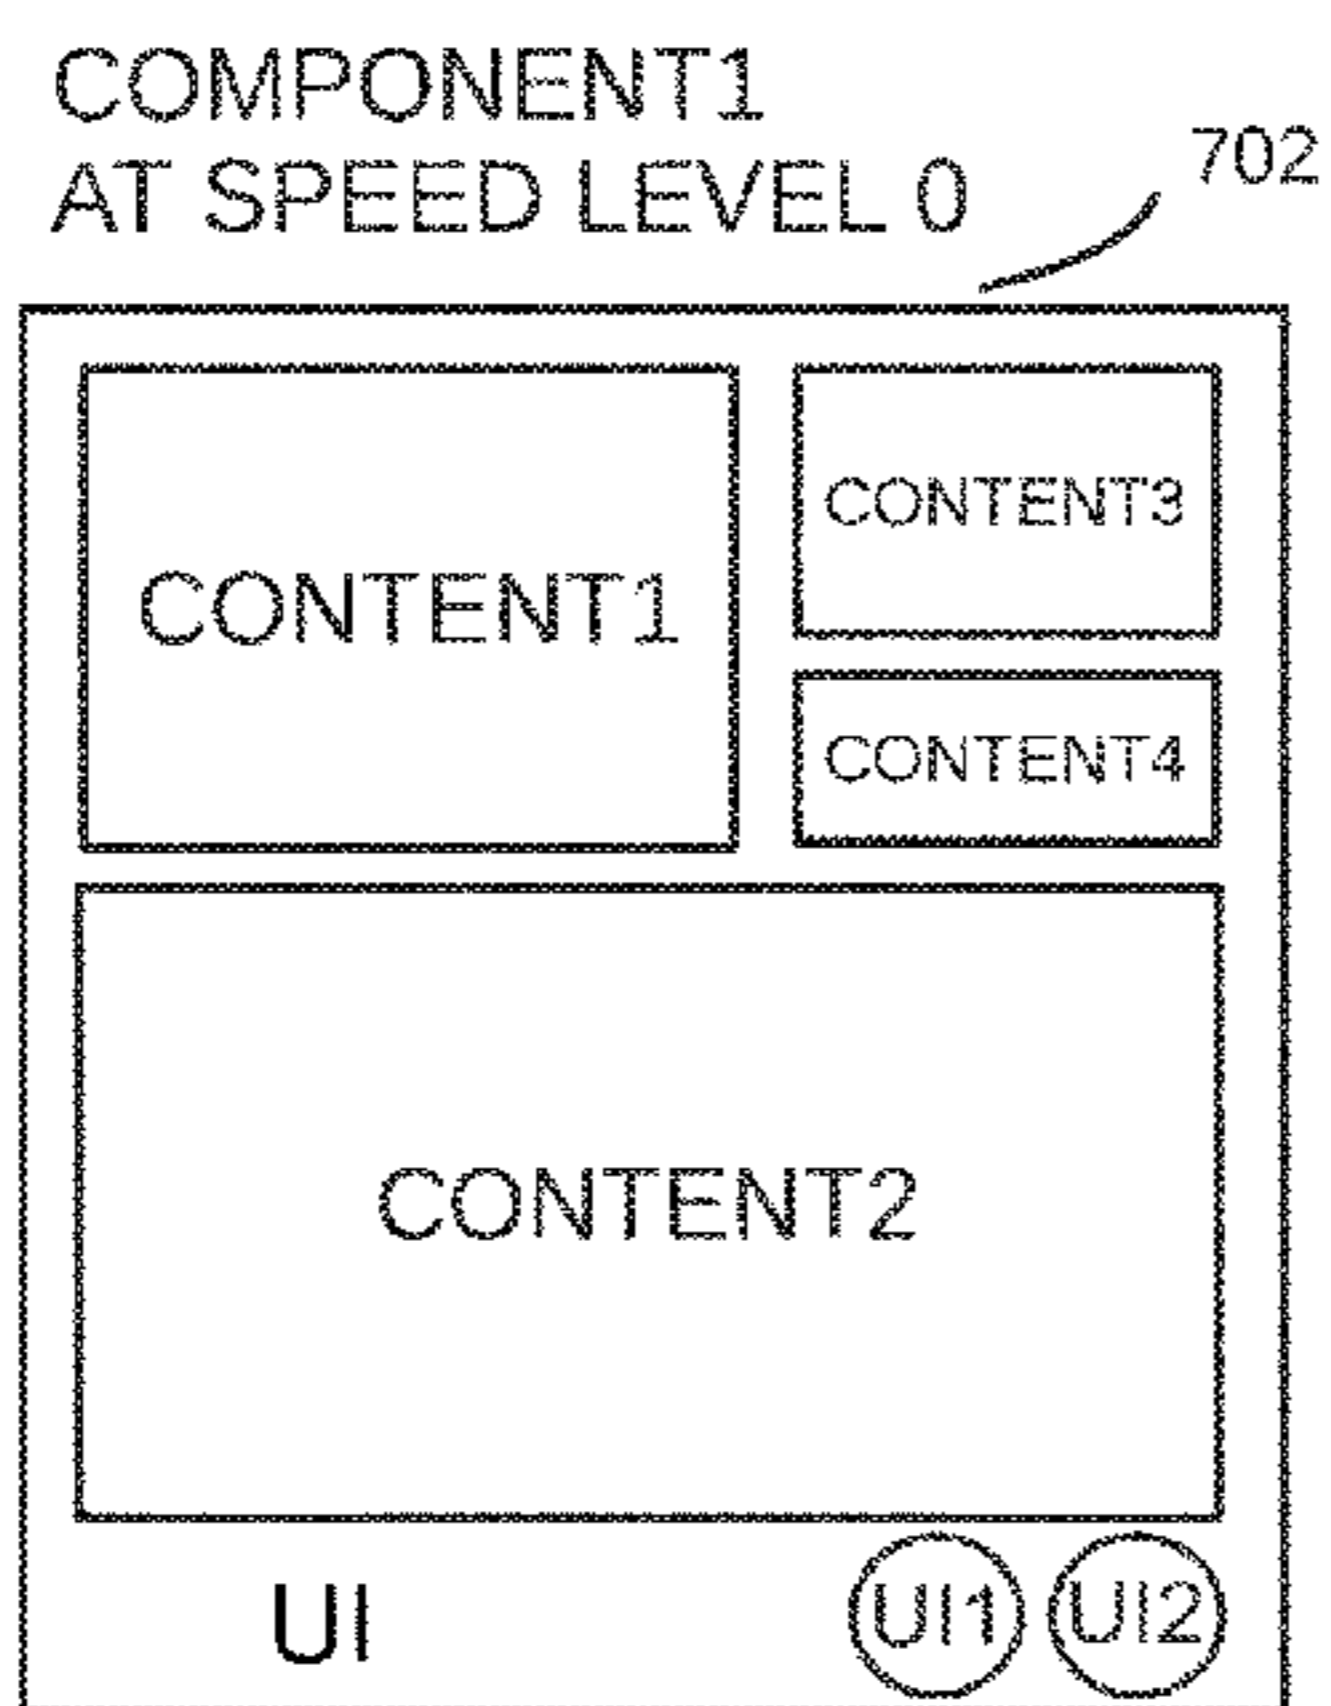 COMPONENT1
AT SPEED LEVEL 0
702
CONTENT1
CONTENT3
CONTENT4
CONTENT2
UI
UI1
UI2